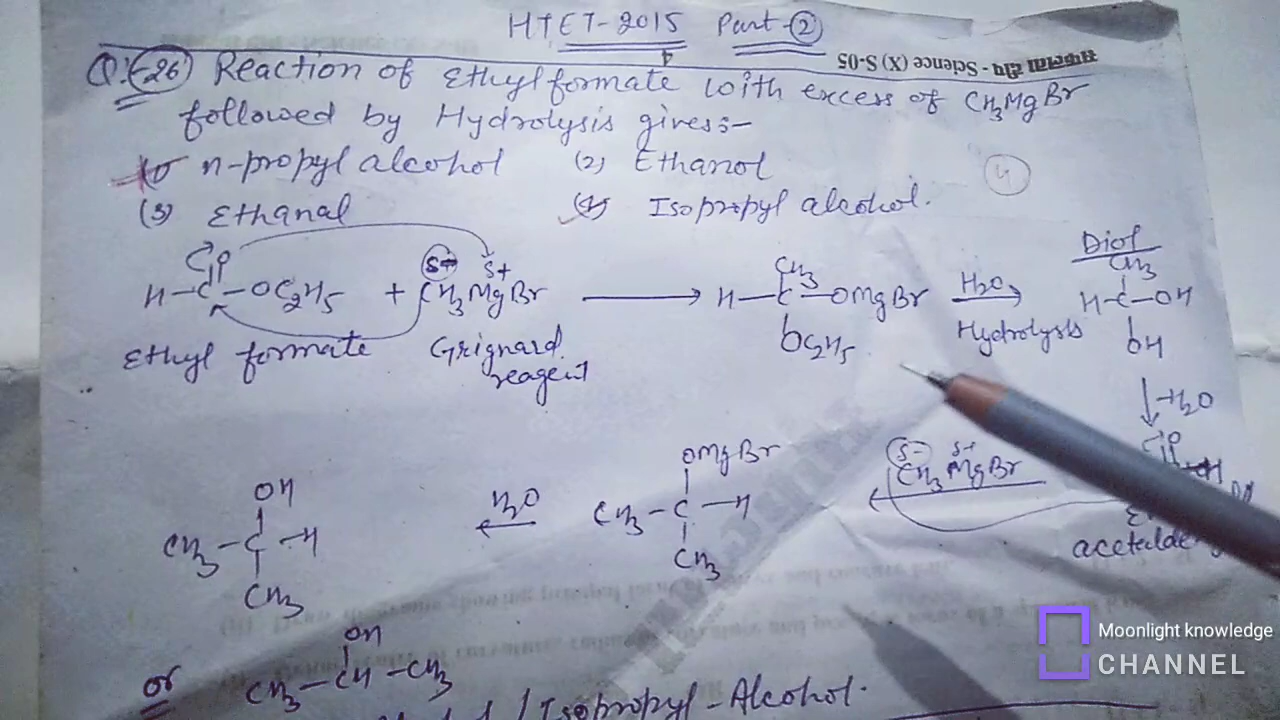 HTET-2015 Part-②
सफलता टॉप - Science (X) S-05
Q.-26) Reaction of Ethylformate with excess of CH3MgBr
followed by Hydrolysis gives:-
(1) n-propyl alcohol (2) Ethanol
(3) Ethanal (4) Isopropyl alcohol.
4
H-C-OC2H5 + CH3MgBr
O
δ+ δ+
Ethyl formate Grignard reagent
CH3
H-C-OMgBr
OC2H5
H2O
Hydrolysis
Diol
CH3
H-C-OH
OH
-H2O
δ- δ+
CH3MgBr
OMgBr
CH3-C-H
CH3
H2O
OH
CH3-C-H
CH3
or
OH
CH3-CH-CH3
/Isopropyl-Alcohol.
Moonlight knowledge
CHANNEL